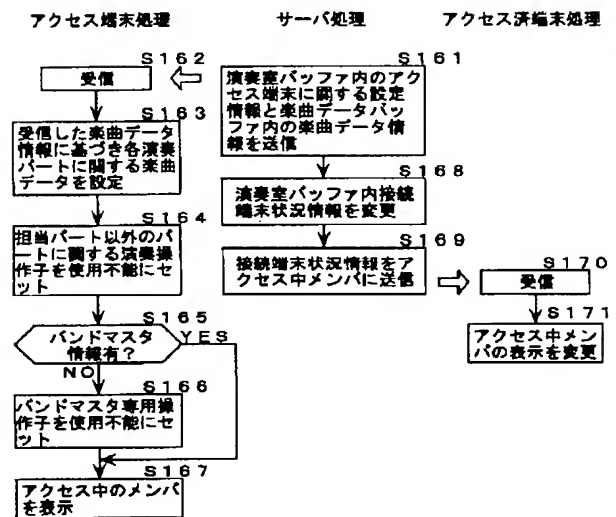 アクセス端末処理
サーバ処理
アクセス済端末処理
S161
演奏室バッファ内のアク
セス端末に関する設定
情報と楽曲データバッ
ファ内の楽曲データ情
報を送信
S162
受信
S163
受信した楽曲データ
情報に基づき各演奏
パートに関する楽曲
データを設定
S164
担当パート以外のパ
ートに関する演奏操
作子を使用不能にセ
ット
S165
バンドマスタ
情報有？
YES
NO
S166
バンドマスタ専用操
作子を使用不能にセ
ット
S167
アクセス中のメンバ
を表示
S168
演奏室バッファ内接続
端末状況情報を変更
S169
接続端末状況情報をア
クセス中メンバに送信
S170
受信
S171
アクセス中メン
バの表示を変更